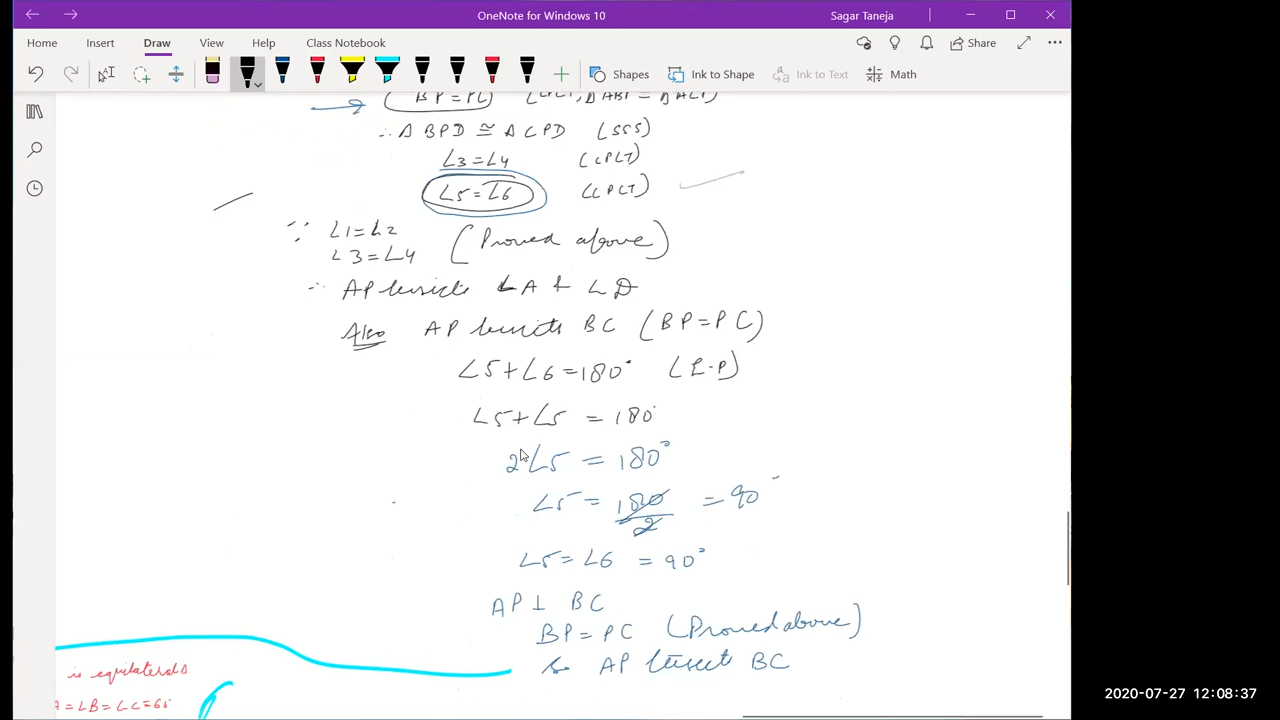 OneNote for Windows 10
Sagar Taneja
Home Insert Draw View Help Class Notebook
Share
Shapes Ink to Shape Ink to Text Math
BP = PC
∴ Δ BPD ≅ Δ CPD (SSS)
∠3 = ∠4 (CPCT)
∠5 = ∠6 (CPCT)
∵ ∠1 = ∠2
∠3 = ∠4 (Proved above)
∴ AP bisects ∠A & ∠D
Also AP bisects BC (BP = PC)
∠5 + ∠6 = 180° (L.P)
∠5 + ∠5 = 180°
2∠5 = 180°
∠5 = 180/2 = 90°
∠5 = ∠6 = 90°
AP ⊥ BC
BP = PC (Proved above)
So AP bisect BC
is equilateral Δ
A = ∠B = ∠C = 60
2020-07-27 12:08:37